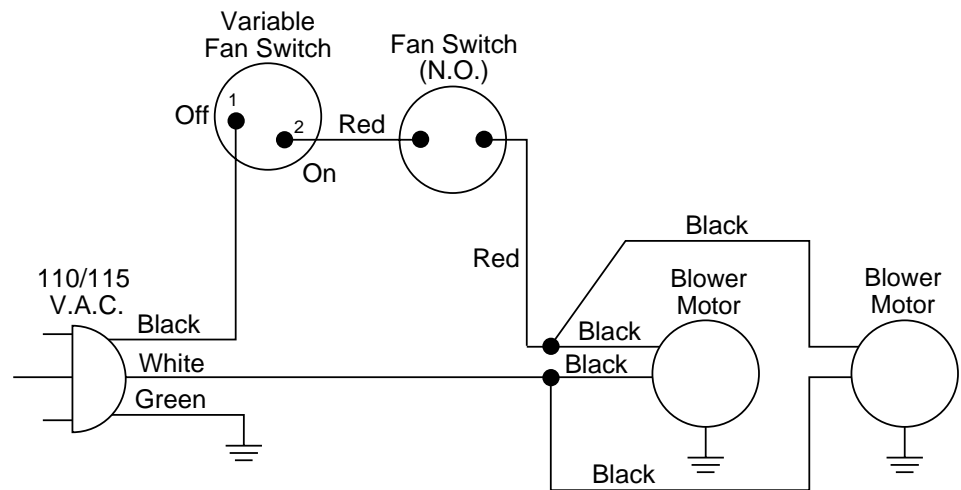 Variable
Fan Switch
Fan Switch
(N.O.)
Off
1
2
On
Red
Red
Black
110/115
V.A.C.
Black
White
Green
Black
Black
Blower
Motor
Blower
Motor
Black